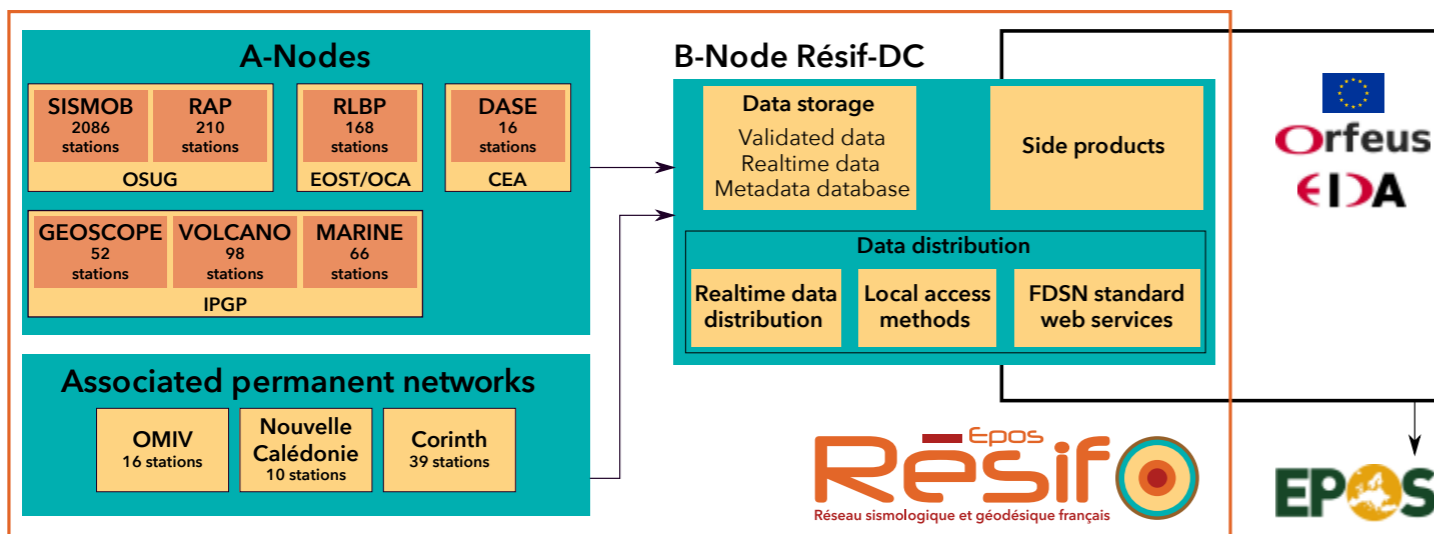 A-Nodes
SISMOB
2086
stations
RAP
210
stations
OSUG
RLBP
168
stations
EOST/OCA
DASE
16
stations
CEA
GEOSCOPE
52
stations
VOLCANO
98
stations
MARINE
66
stations
IPGP
Associated permanent networks
OMIV
16 stations
Nouvelle
Calédonie
10 stations
Corinth
39 stations
B-Node Résif-DC
Data storage
Validated data
Realtime data
Metadata database
Side products
Data distribution
Realtime data
distribution
Local access
methods
FDSN standard
web services
Epos
Résif
Réseau sismologique et géodésique français
Orfeus
EIDA
EPOS